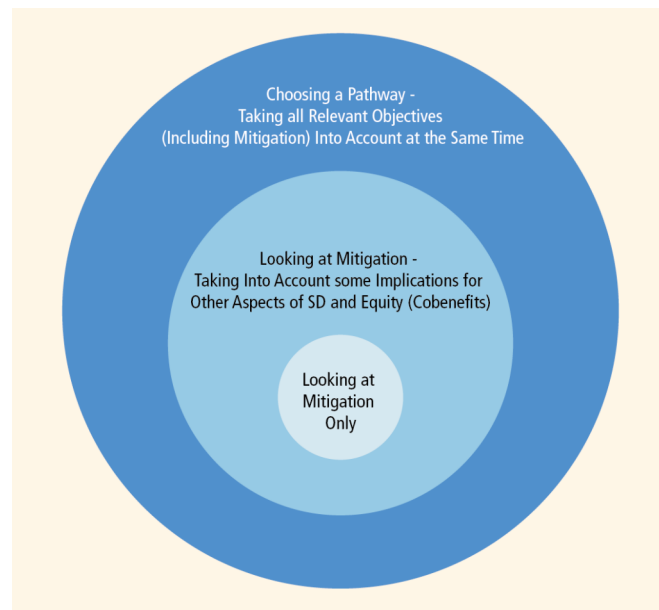 Choosing a Pathway -
Taking all Relevant Objectives
(Including Mitigation) Into Account at the Same Time
Looking at Mitigation -
Taking Into Account some Implications for
Other Aspects of SD and Equity (Cobenefits)
Looking at
Mitigation
Only